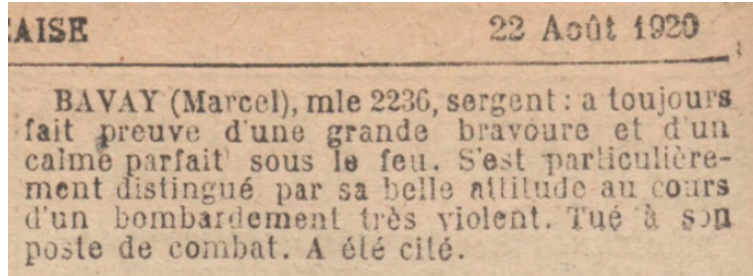 AISE 22 Août 1920
BAVAY (Marcel), mle 2236, sergent : a toujours
fait preuve d'une grande bravoure et d'un
calme parfait sous le feu. S'est particulière-
ment distingué par sa belle attitude au cours
d'un bombardement très violent. Tué à son
poste de combat. A été cité.